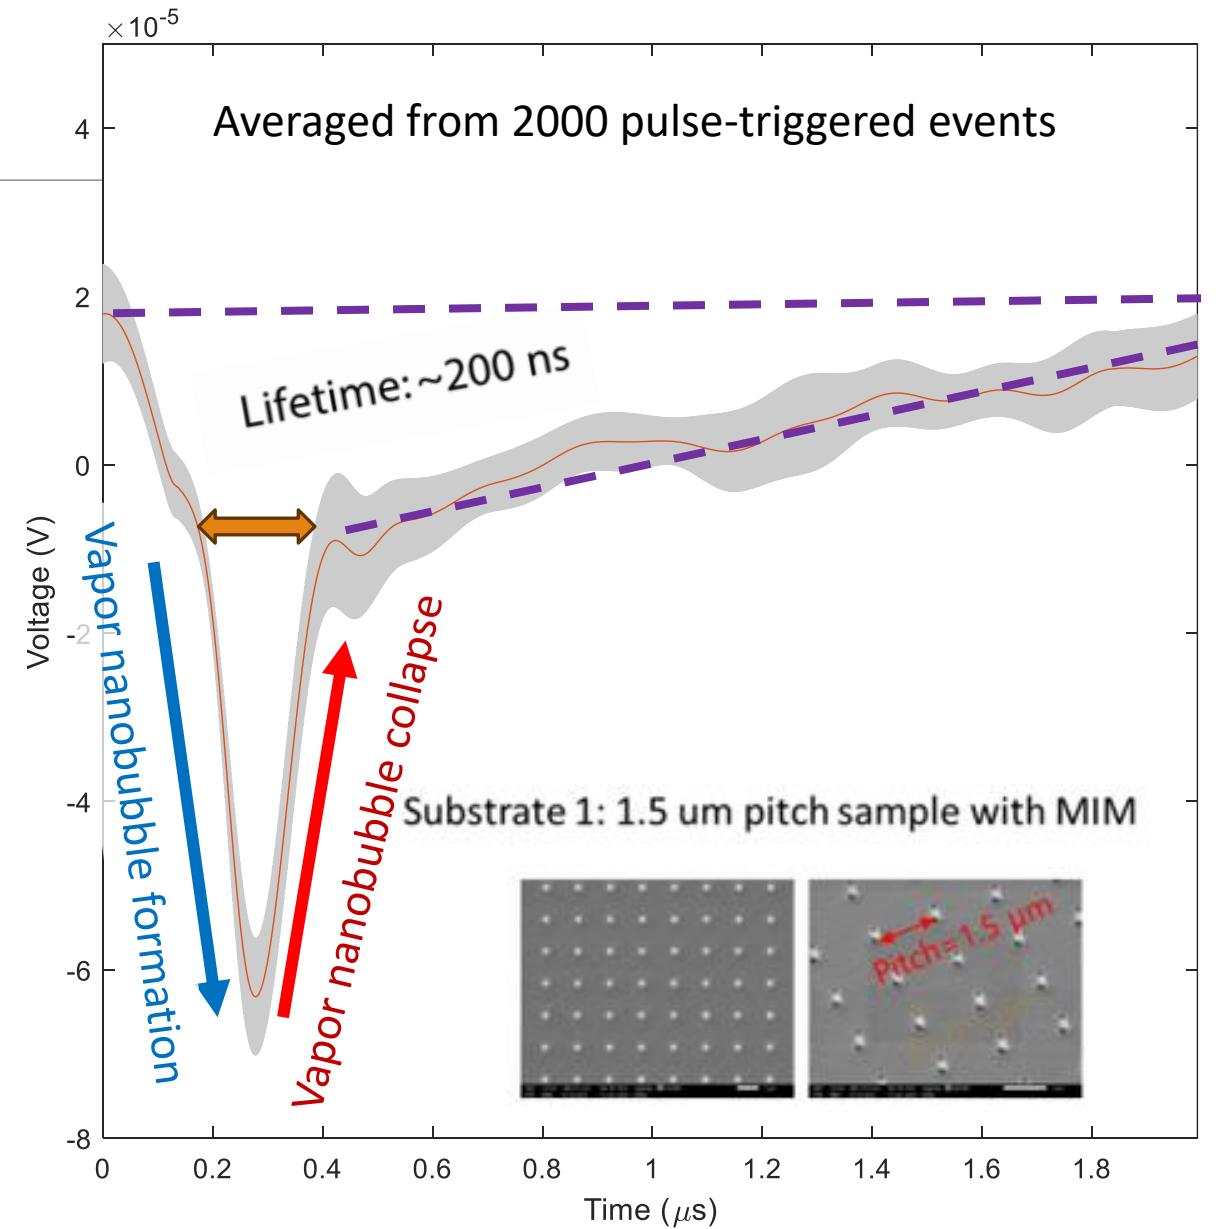 ×10⁻⁵
Averaged from 2000 pulse-triggered events
4
2
0
-2
-4
-6
-8
Voltage (V)
Lifetime: ~200 ns
Vapor nanobubble formation
Vapor nanobubble collapse
Substrate 1: 1.5 um pitch sample with MIM
Pitch=1.5 μm
0 0.2 0.4 0.6 0.8 1 1.2 1.4 1.6 1.8
Time (μs)